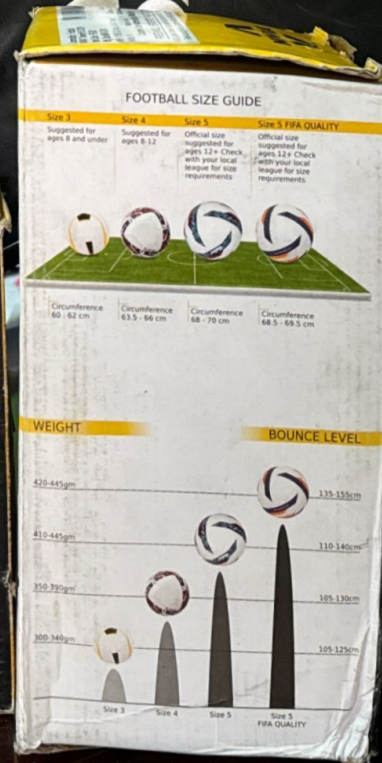 FOOTBALL SIZE GUIDE
Size 3
Suggested for
ages 8 and under
Size 4
Suggested for
ages 8-12
Size 5
Official size
suggested for
ages 12+ Check
with your local
league for size
requirements
Size 5 FIFA QUALITY
Official size
suggested for
ages 12+ Check
with your local
league for size
requirements
Circumference
60 - 62 cm
Circumference
63.5 - 66 cm
Circumference
68 - 70 cm
Circumference
68.5 - 69.5 cm
WEIGHT
BOUNCE LEVEL
420-445gm
135-155cm
410-445gm
110-140cm
350-390gm
105-130cm
300-340gm
105-125cm
Size 3
Size 4
Size 5
Size 5
FIFA QUALITY